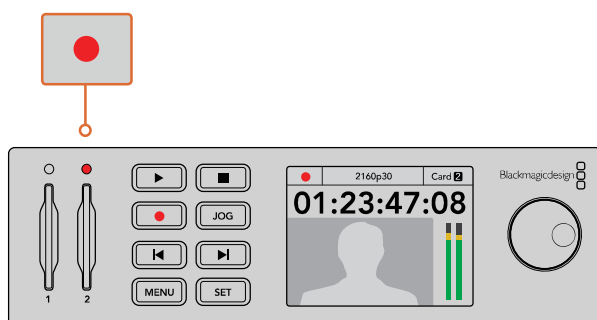 2160p30 Card 2
01:23:47:08
Blackmagicdesign
JOG
MENU SET
1 2